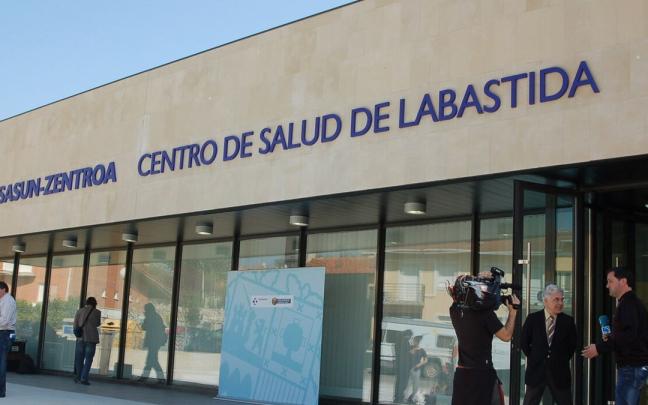 SASUN-ZENTROA CENTRO DE SALUD DE LABASTIDA